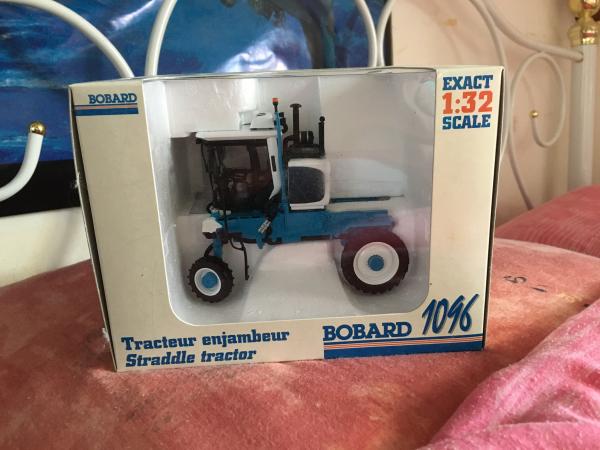 BOBARD
EXACT
1:32
SCALE
Tracteur enjambeur
Straddle tractor
BOBARD 1096